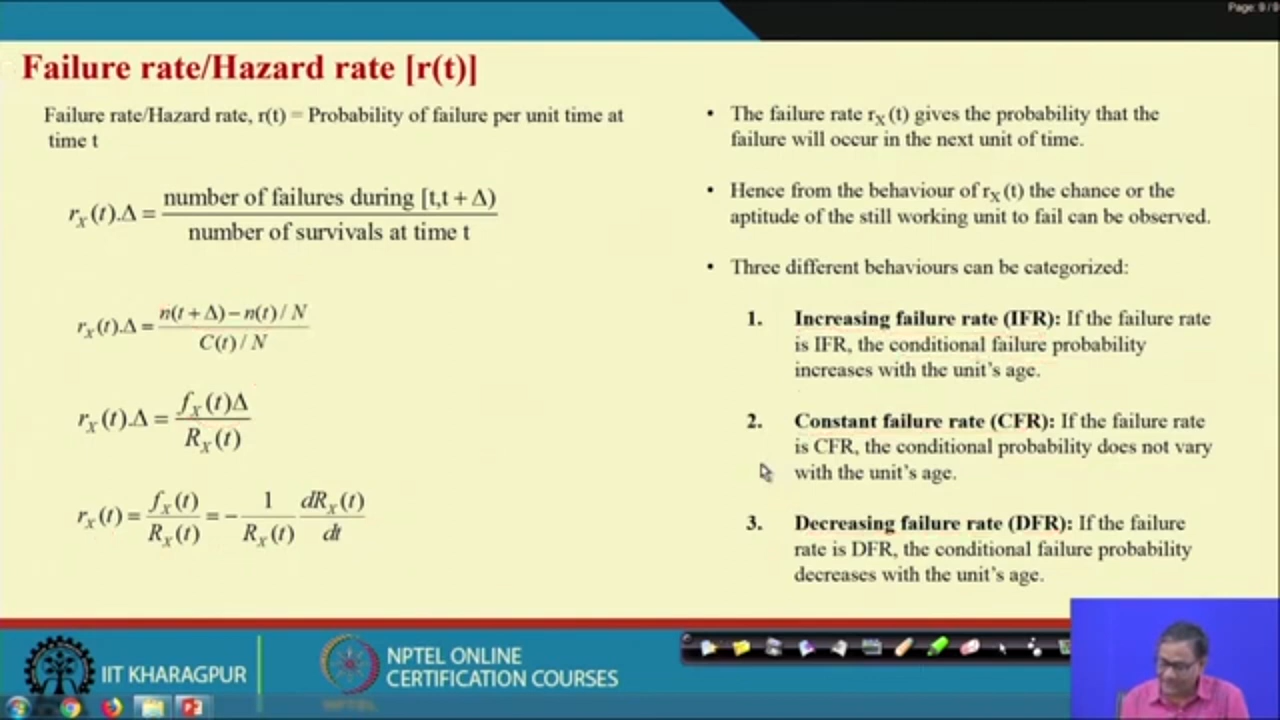 Page: 9 / 9
Failure rate/Hazard rate [r(t)]
Failure rate/Hazard rate, r(t) = Probability of failure per unit time at
time t
r_X(t).Δ = number of failures during [t,t + Δ) / number of survivals at time t
r_X(t).Δ = n(t + Δ) − n(t) / N / C(t) / N
r_X(t).Δ = f_X(t)Δ / R_X(t)
r_X(t) = f_X(t) / R_X(t) = − 1 / R_X(t) dR_X(t) / dt
• The failure rate r_X (t) gives the probability that the
failure will occur in the next unit of time.
• Hence from the behaviour of r_X (t) the chance or the
aptitude of the still working unit to fail can be observed.
• Three different behaviours can be categorized:
1. Increasing failure rate (IFR): If the failure rate
is IFR, the conditional failure probability
increases with the unit's age.
2. Constant failure rate (CFR): If the failure rate
is CFR, the conditional probability does not vary
with the unit's age.
3. Decreasing failure rate (DFR): If the failure
rate is DFR, the conditional failure probability
decreases with the unit's age.
IIT KHARAGPUR
NPTEL ONLINE
CERTIFICATION COURSES